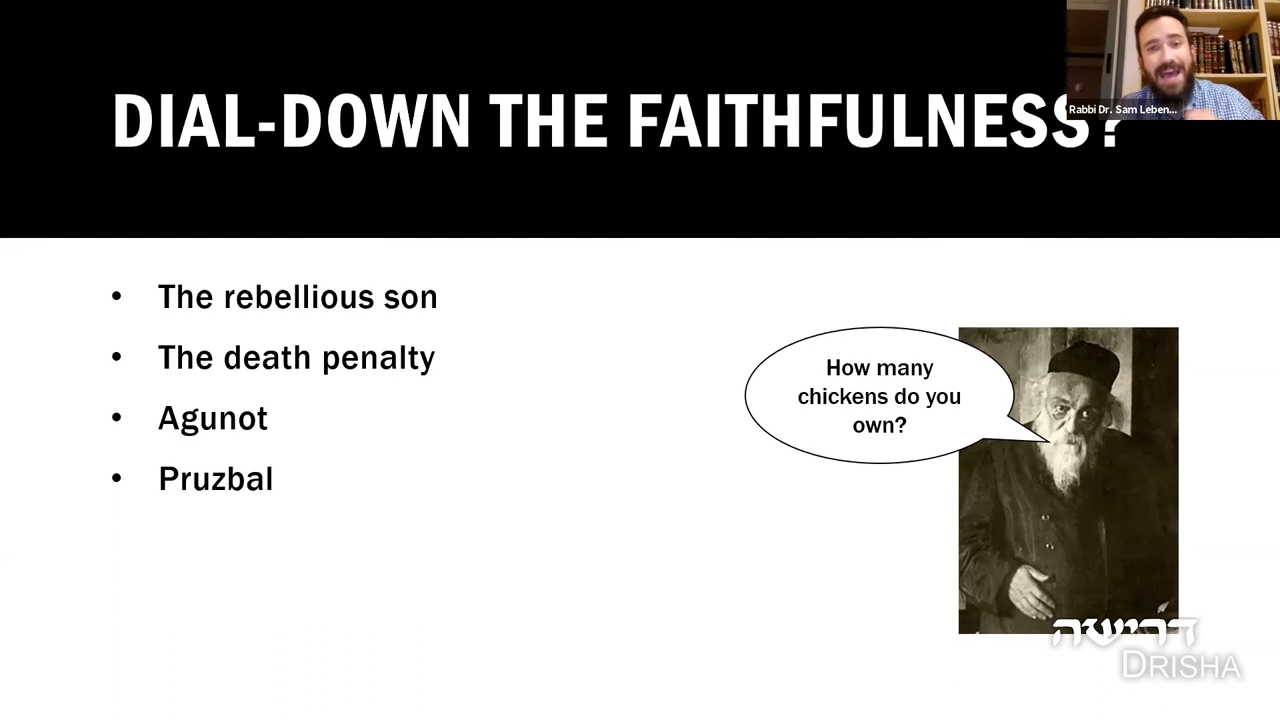 DIAL-DOWN THE FAITHFULNESS?
Rabbi Dr. Sam Leben...
• The rebellious son
• The death penalty
• Agunot
• Pruzbal
How many
chickens do you
own?
דרישה
DRISHA